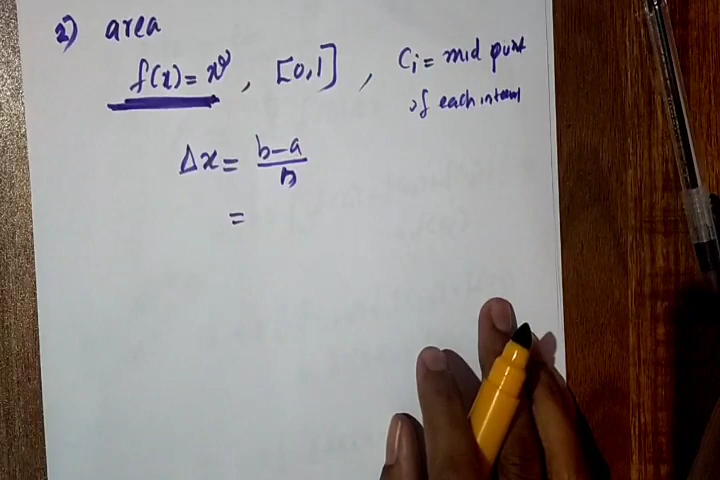 2) area
f(x) = x² , [0,1] , Ci = mid point
of each interval
Δx = b-a/n
=